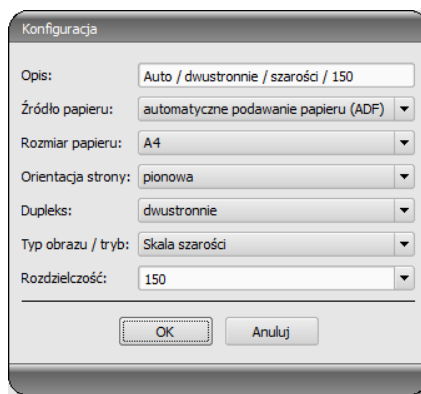 Konfiguracja
Opis: Auto / dwustronnie / szarości / 150
Źródło papieru: automatyczne podawanie papieru (ADF)
Rozmiar papieru: A4
Orientacja strony: pionowa
Dupleks: dwustronnie
Typ obrazu / tryb: Skala szarości
Rozdzielczość: 150
OK Anuluj